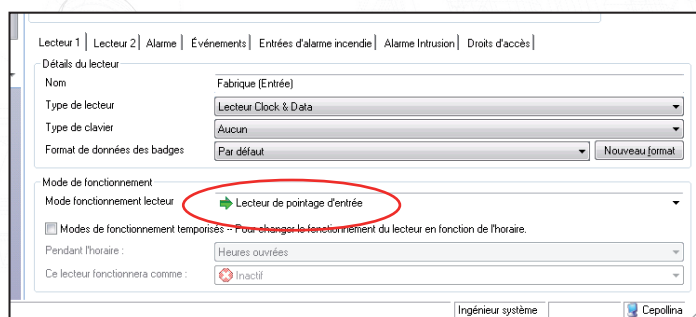 Lecteur 1 Lecteur 2 Alarme Événements Entrées d'alarme incendie Alarme Intrusion Droits d'accès
Détails du lecteur
Nom Fabrique (Entrée)
Type de lecteur Lecteur Clock & Data
Type de clavier Aucun
Format de données des badges Par défaut Nouveau format
Mode de fonctionnement
Mode fonctionnement lecteur Lecteur de pointage d'entrée
Modes de fonctionnement temporisés -- Pour changer le fonctionnement du lecteur en fonction de l'horaire.
Pendant l'horaire : Heures ouvrées
Ce lecteur fonctionnera comme : Inactif
Ingénieur système Cepollina